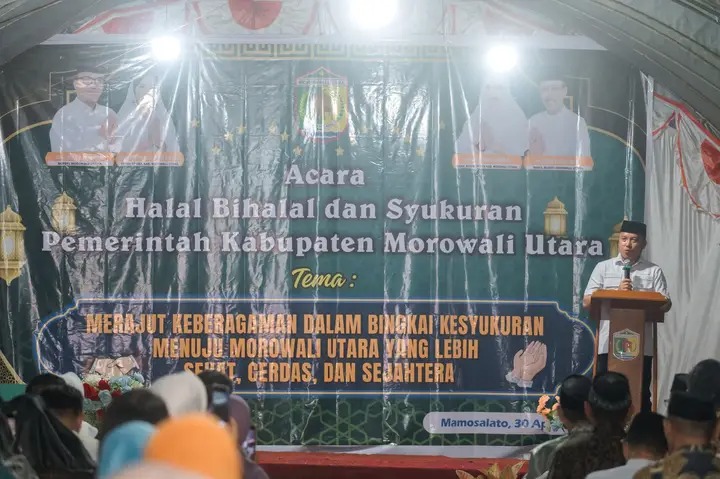 Acara
Halal Bihalal dan Syukuran
Pemerintah Kabupaten Morowali Utara
Tema :
MERAJUT KEBERAGAMAN DALAM BINGKAI KESYUKURAN
MENUJU MOROWALI UTARA YANG LEBIH
SEHAT, CERDAS, DAN SEJAHTERA
Mamosalato, 30 Ap